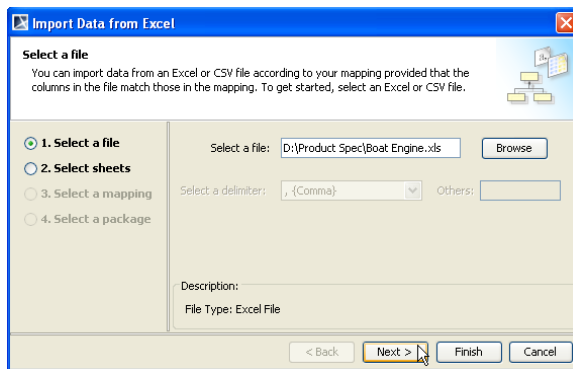 Import Data from Excel
Select a file
You can import data from an Excel or CSV file according to your mapping provided that the
columns in the file match those in the mapping. To get started, select an Excel or CSV file.
1. Select a file
2. Select sheets
3. Select a mapping
4. Select a package
Select a file: D:\Product Spec\Boat Engine.xls Browse
Select a delimiter: , {Comma} Others:
Description:
File Type: Excel File
< Back Next > Finish Cancel